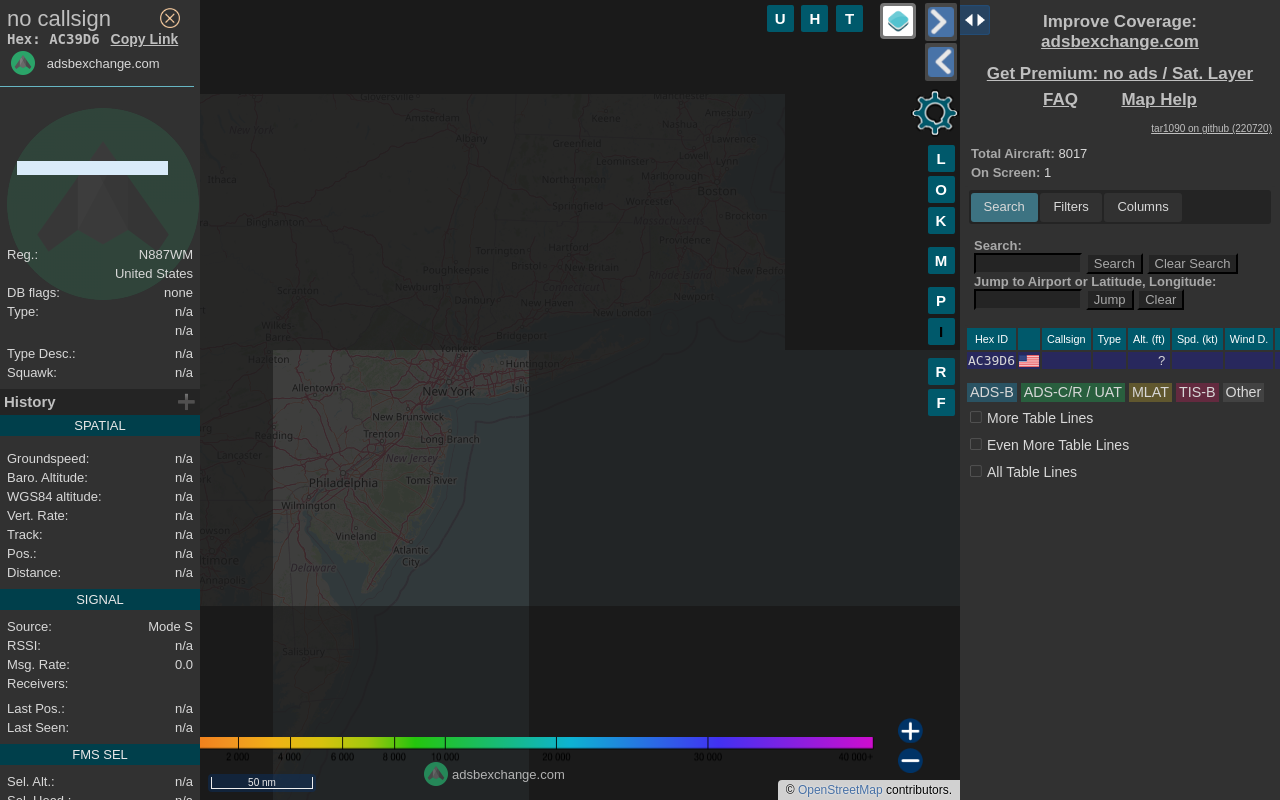 no callsign
Hex: AC39D6 Copy Link
adsbexchange.com
Reg.: N887WM
United States
DB flags: none
Type: n/a
n/a
Type Desc.: n/a
Squawk: n/a
History
SPATIAL
Groundspeed: n/a
Baro. Altitude: n/a
WGS84 altitude: n/a
Vert. Rate: n/a
Track: n/a
Pos.: n/a
Distance: n/a
SIGNAL
Source: Mode S
RSSI: n/a
Msg. Rate: 0.0
Receivers:
Last Pos.: n/a
Last Seen: n/a
FMS SEL
Sel. Alt.: n/a
Sel. Head.: n/a
U H T
L
O
K
M
P
I
R
F
Amsterdam
Albany
Keene
Nashua
Amesbury
Lawrence
New York
Greenfield
Leominster
Lowell
Lynn
Ithaca
Northampton
Marlborough
Boston
Worcester
Springfield
Massachusetts
Brockton
Binghamton
Providence
Torrington
Hartford
Bristol
New Britain
Poughkeepsie
Rhode Island
New Bedford
Scranton
Newburgh
Connecticut
Danbury
New Haven
Newport
New London
Wilkes-Barre
Bridgeport
Hazleton
Yonkers
Huntington
Allentown
New York
Islip
New Brunswick
Reading
Trenton
Long Branch
Lancaster
New Jersey
Philadelphia
Toms River
Wilmington
Vineland
Atlantic
City
Delaware
Annapolis
Salisbury
2 000 4 000 6 000 8 000 10 000 20 000 30 000 40 000+
50 nm
adsbexchange.com
© OpenStreetMap contributors.
Improve Coverage:
adsbexchange.com
Get Premium: no ads / Sat. Layer
FAQ Map Help
tar1090 on github (220720)
Total Aircraft: 8017
On Screen: 1
Search Filters Columns
Search:
Search Clear Search
Jump to Airport or Latitude, Longitude:
Jump Clear
Hex ID Callsign Type Alt. (ft) Spd. (kt) Wind D.
AC39D6 ?
ADS-B ADS-C/R / UAT MLAT TIS-B Other
More Table Lines
Even More Table Lines
All Table Lines